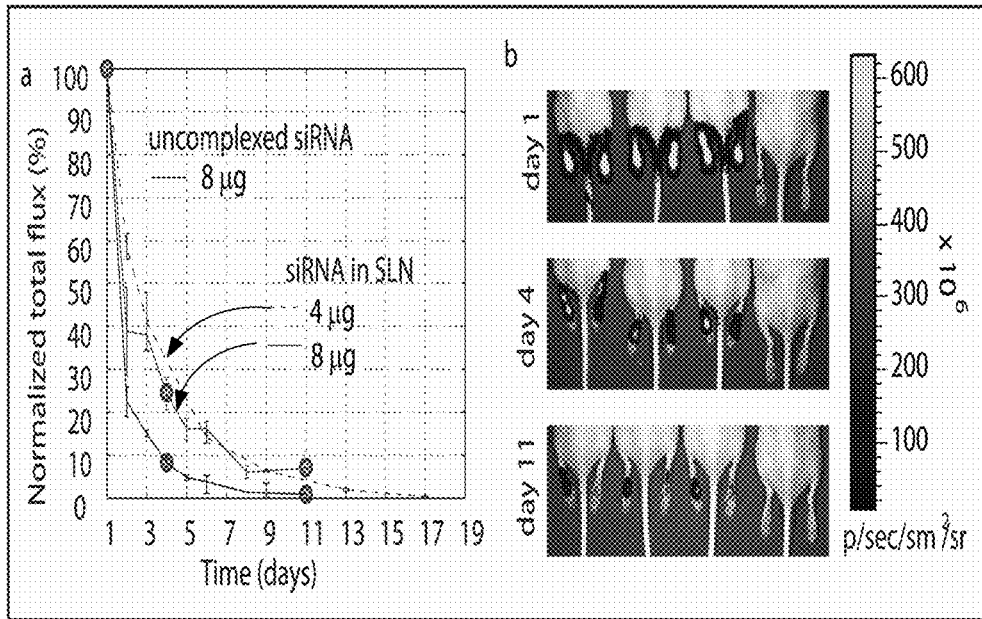 a
100
90
80
70
60
50
40
30
20
10
0
Normalized total flux (%)
uncomplexed siRNA
8 μg
siRNA in SLN
4 μg
8 μg
1 3 5 7 9 11 13 15 17 19
Time (days)
b
day 1
day 4
day 11
600
500
400
300
200
100
x 10⁶
p/sec/sm²/sr